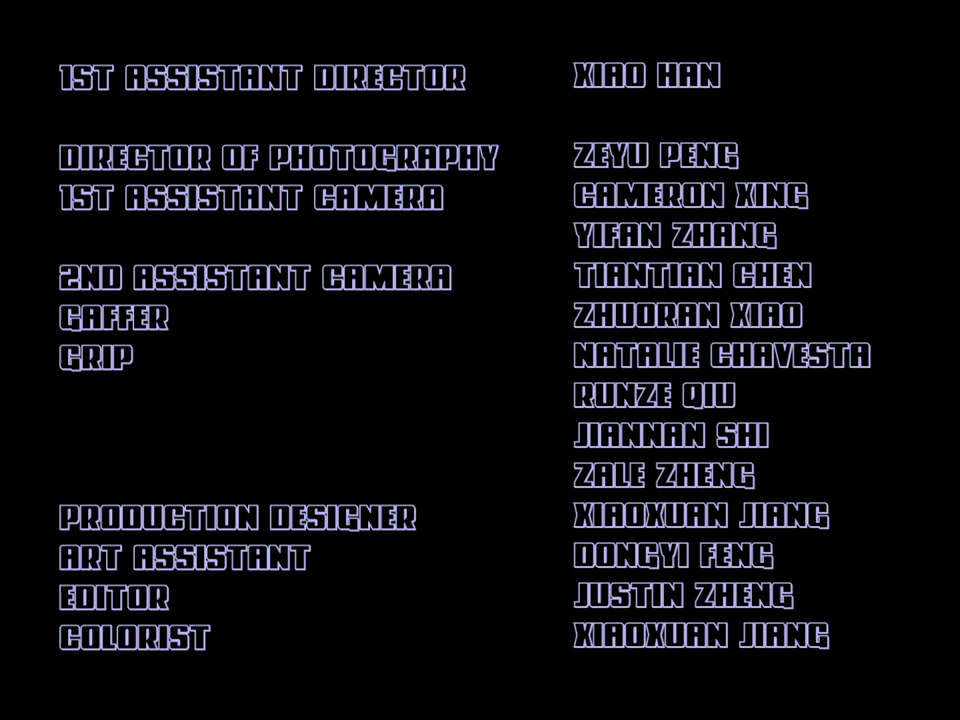 1ST ASSISTANT DIRECTOR XIAO HAN
DIRECTOR OF PHOTOGRAPHY ZEYU PENG
1ST ASSISTANT CAMERA CAMERON XING
YIFAN ZHANG
2ND ASSISTANT CAMERA TIANTIAN CHEN
GAFFER ZHUORAN XIAO
GRIP NATALIE CHAVESTA
RUNZE QIU
JIANNAN SHI
ZALE ZHENG
PRODUCTION DESIGNER XIAOXUAN JIANG
ART ASSISTANT DONGYI FENG
EDITOR JUSTIN ZHENG
COLORIST XIAOXUAN JIANG